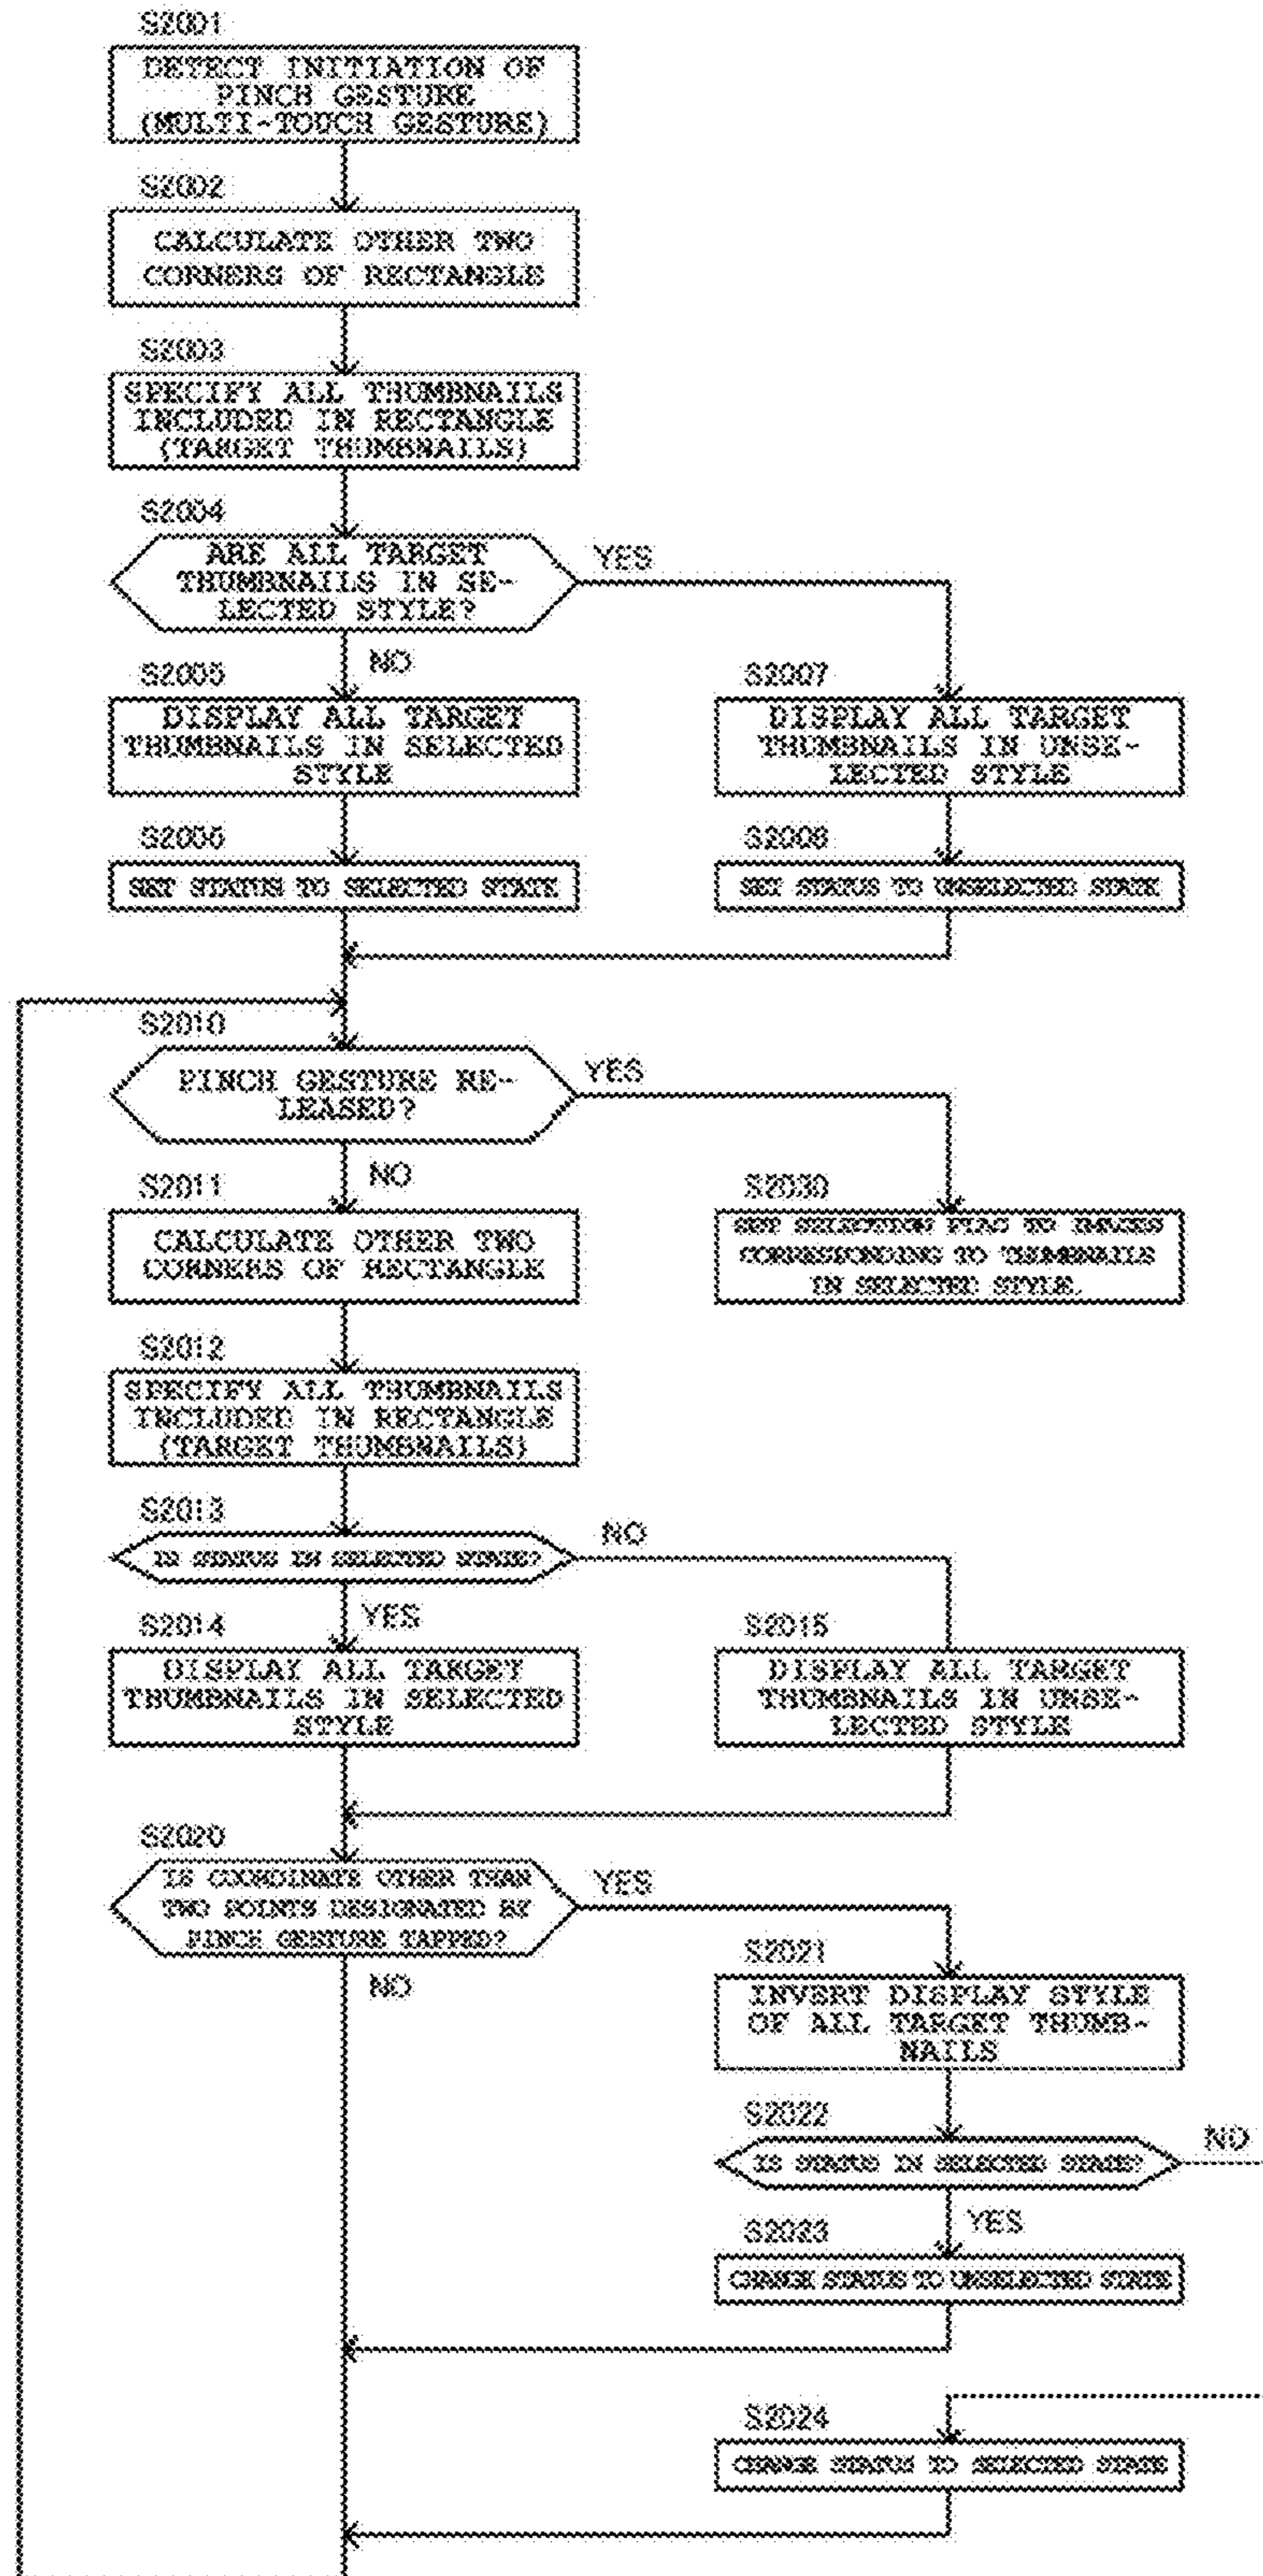 S2001
DETECT INITIATION OF
PINCH GESTURE
(MULTI-TOUCH GESTURE)
S2002
CALCULATE OTHER TWO
CORNERS OF RECTANGLE
S2003
SPECIFY ALL THUMBNAILS
INCLUDED IN RECTANGLE
(TARGET THUMBNAILS)
S2004
ARE ALL TARGET
THUMBNAILS IN SE-
LECTED STYLE?
YES
NO
S2005
DISPLAY ALL TARGET
THUMBNAILS IN SELECTED
STYLE
S2007
DISPLAY ALL TARGET
THUMBNAILS IN UNSE-
LECTED STYLE
S2006
SET STATUS TO SELECTED STATE
S2008
SET STATUS TO UNSELECTED STATE
S2010
PINCH GESTURE RE-
LEASED?
YES
NO
S2011
CALCULATE OTHER TWO
CORNERS OF RECTANGLE
S2030
SET SELECTION FLAG TO IMAGES
CORRESPONDING TO THUMBNAILS
IN SELECTED STYLE.
S2012
SPECIFY ALL THUMBNAILS
INCLUDED IN RECTANGLE
(TARGET THUMBNAILS)
S2013
IS STATUS IN SELECTED STATE?
NO
YES
S2014
DISPLAY ALL TARGET
THUMBNAILS IN SELECTED
STYLE
S2015
DISPLAY ALL TARGET
THUMBNAILS IN UNSE-
LECTED STYLE
S2020
IS COORDINATE OTHER THAN
TWO POINTS DESIGNATED BY
PINCH GESTURE TAPPED?
YES
NO
S2021
INVERT DISPLAY STYLE
OF ALL TARGET THUMB-
NAILS
S2022
IS STATUS IN SELECTED STATE?
NO
YES
S2023
CHANGE STATUS TO UNSELECTED STATE
S2024
CHANGE STATUS TO SELECTED STATE